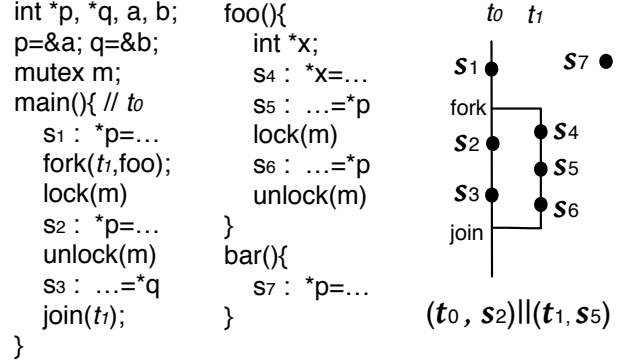 int *p, *q, a, b;
p=&a; q=&b;
mutex m;
main(){ // t0
s1 : *p=…
fork(t1,foo);
lock(m)
s2 : *p=…
unlock(m)
s3 : …=*q
join(t1);
}
foo(){
int *x;
s4 : *x=…
s5 : …=*p
lock(m)
s6 : …=*p
unlock(m)
}
bar(){
s7 : *p=…
}
t0 t1
s1
s7
fork
s4
s2
s5
s3
s6
join
(t0 , s2)||(t1, s5)